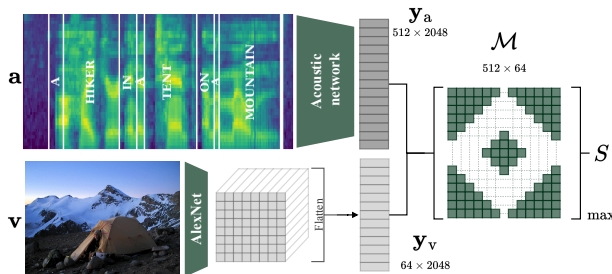 a
A
HIKER
IN
A
TENT
ON
A
MOUNTAIN
Acoustic
network
y_a
512 × 2048
ℳ
512 × 64
S
max
v
AlexNet
Flatten
y_v
64 × 2048